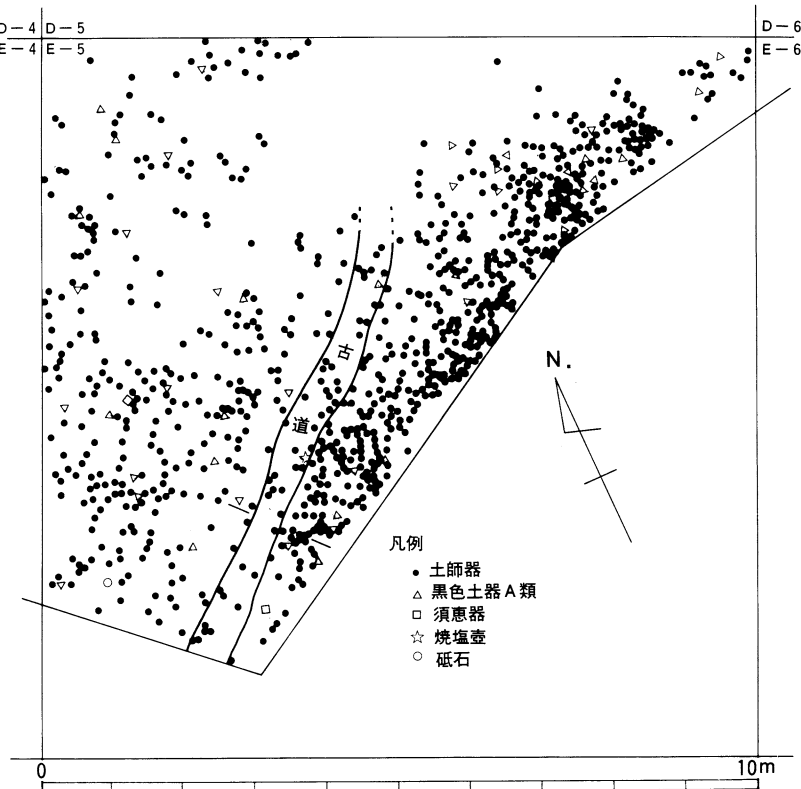 D-4 D-5
E-4 E-5
D-6
E-6
古
道
N.
凡例
● 土師器
△ 黒色土器A類
□ 須恵器
☆ 焼塩壺
○ 砥石
0
10m